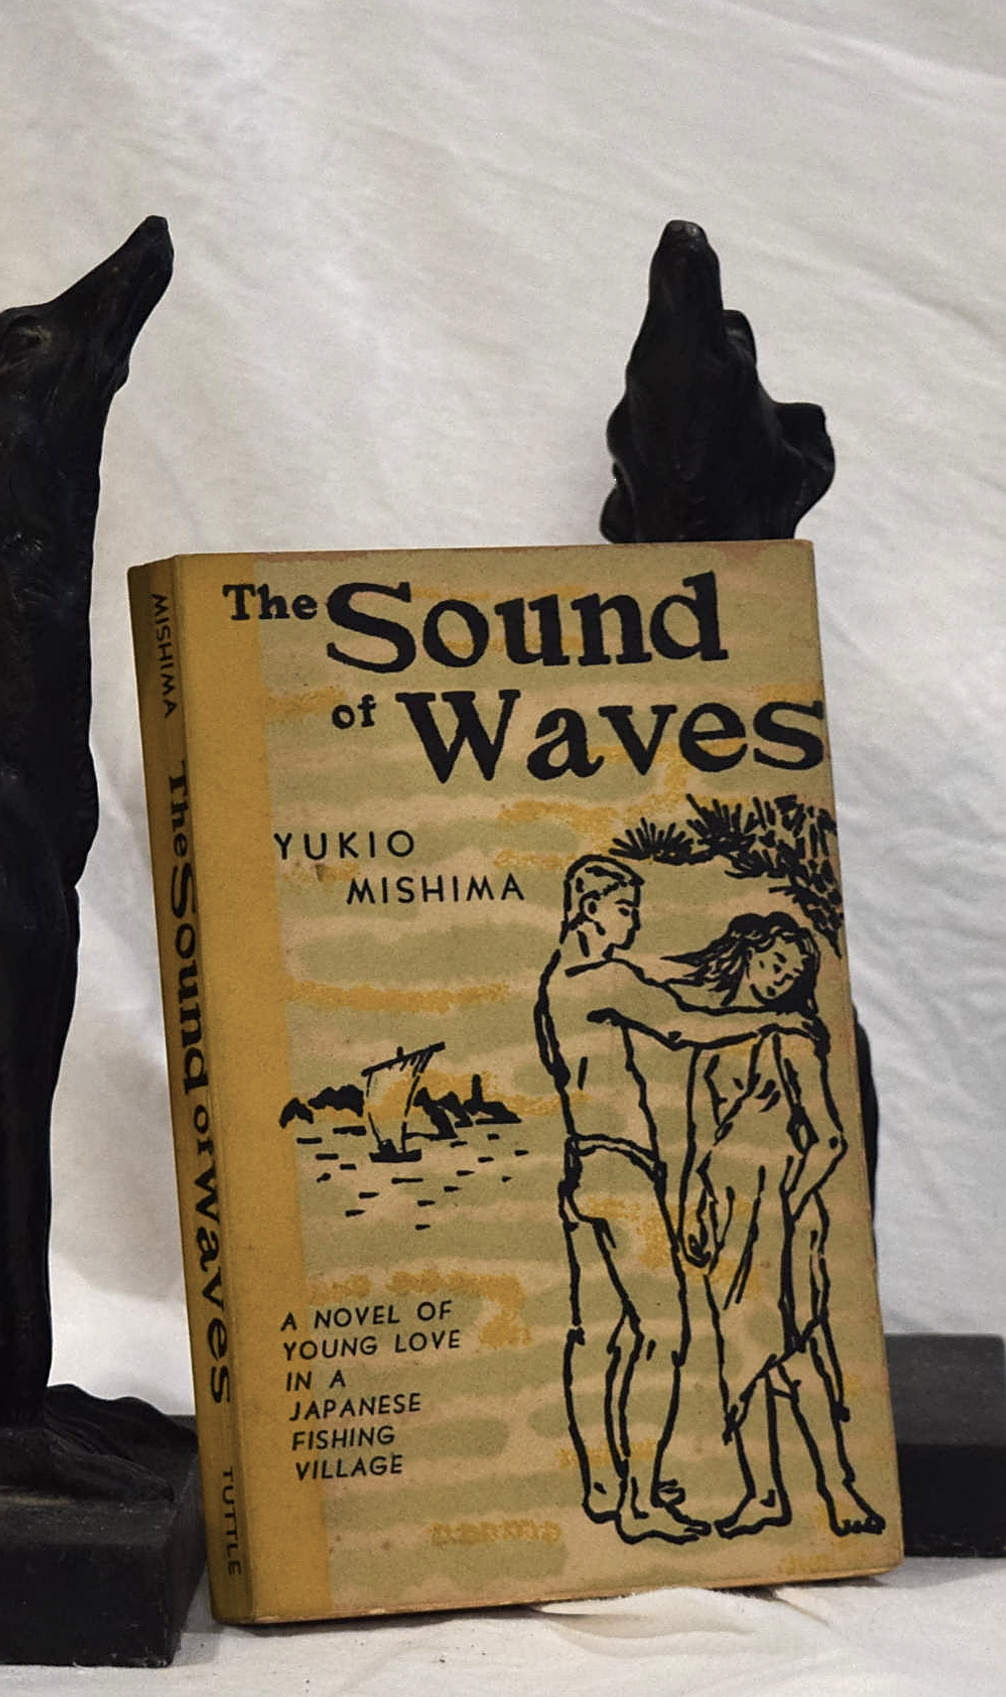 The Sound
of Waves
YUKIO
MISHIMA
A NOVEL OF
YOUNG LOVE
IN A
JAPANESE
FISHING
VILLAGE
MISHIMA The Sound of Waves TUTTLE